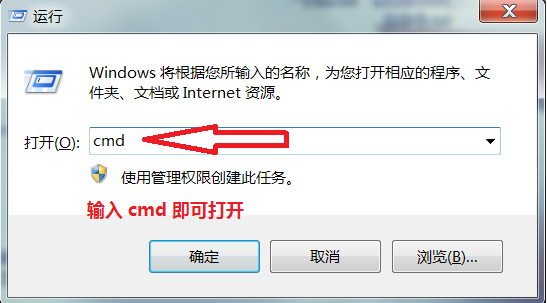 运行
Windows 将根据您所输入的名称，为您打开相应的程序、文
件夹、文档或 Internet 资源。
打开(O): cmd
使用管理权限创建此任务。
输入 cmd 即可打开
确定 取消 浏览(B)...